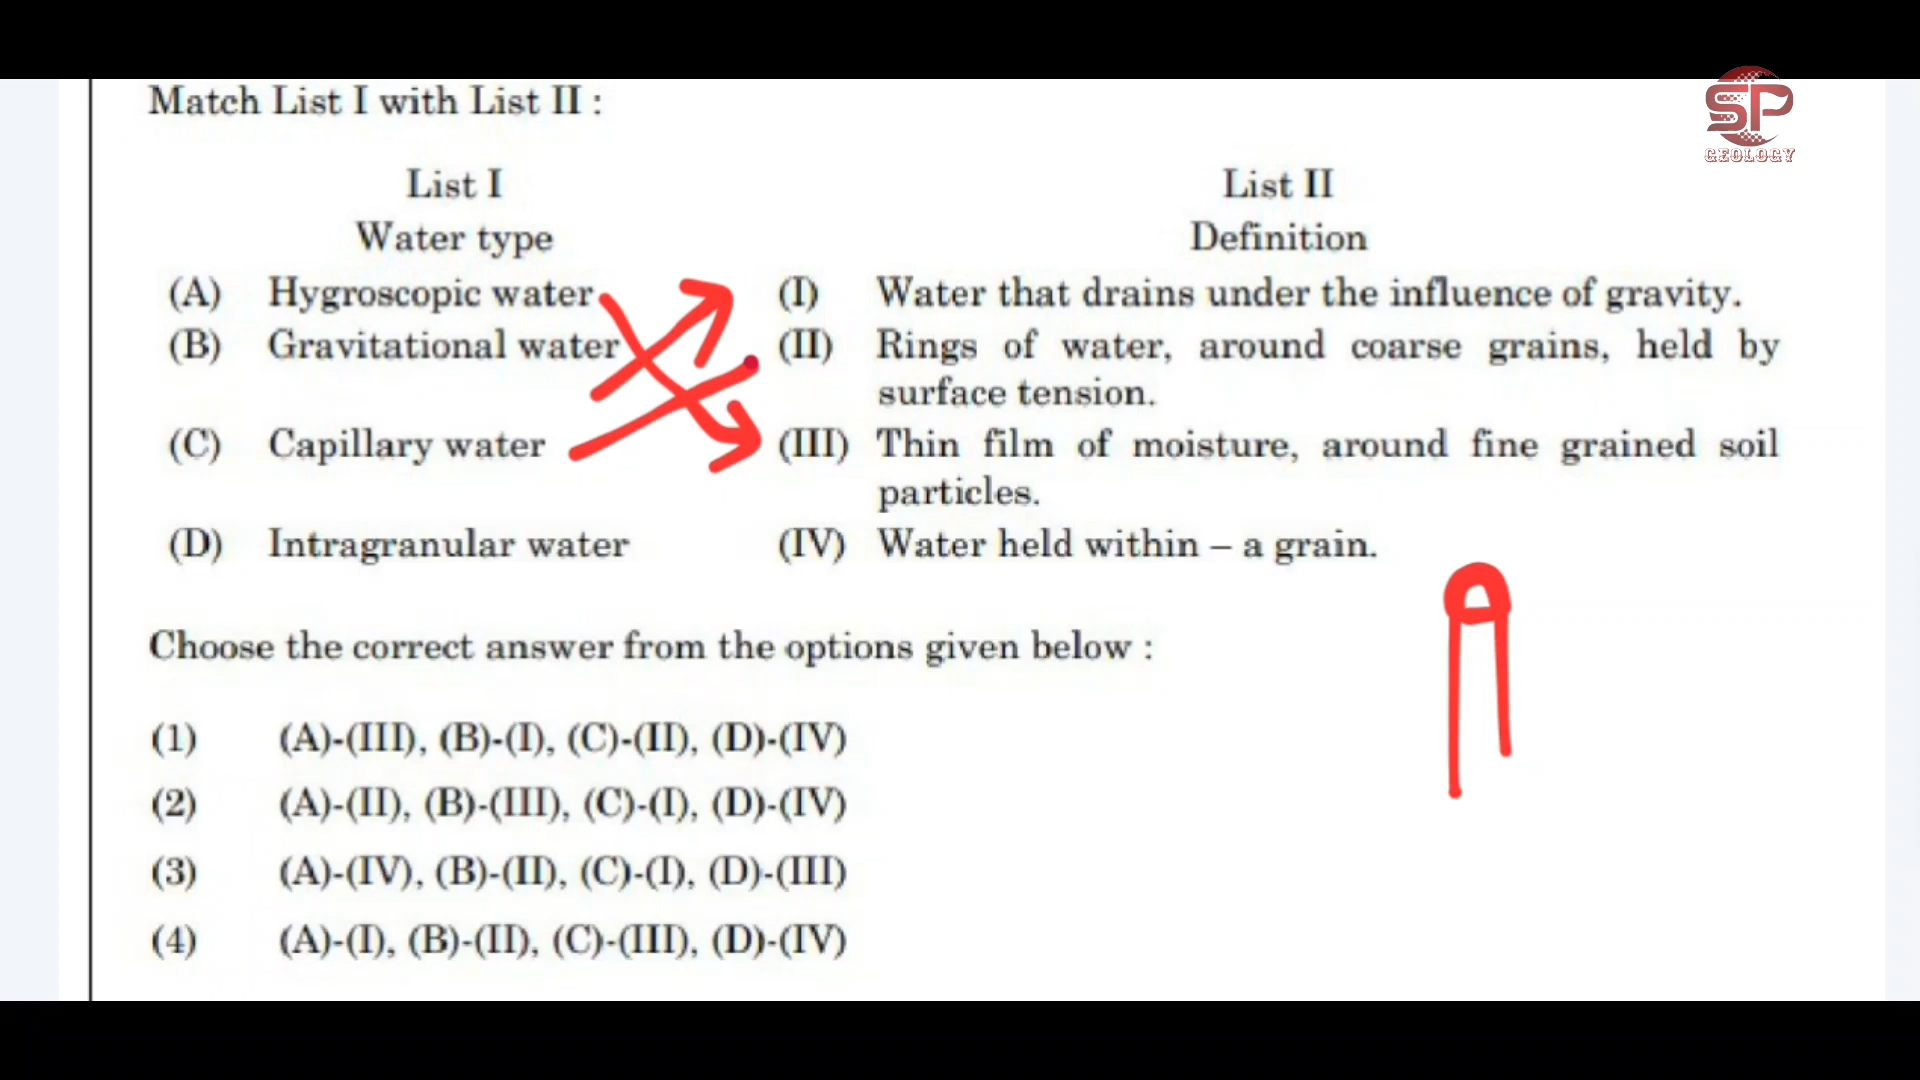 SP
GEOLOGY
Match List I with List II :
List I List II
Water type Definition
(A) Hygroscopic water (I) Water that drains under the influence of gravity.
(B) Gravitational water (II) Rings of water, around coarse grains, held by
surface tension.
(C) Capillary water (III) Thin film of moisture, around fine grained soil
particles.
(D) Intragranular water (IV) Water held within – a grain.
Choose the correct answer from the options given below :
(1) (A)-(III), (B)-(I), (C)-(II), (D)-(IV)
(2) (A)-(II), (B)-(III), (C)-(I), (D)-(IV)
(3) (A)-(IV), (B)-(II), (C)-(I), (D)-(III)
(4) (A)-(I), (B)-(II), (C)-(III), (D)-(IV)